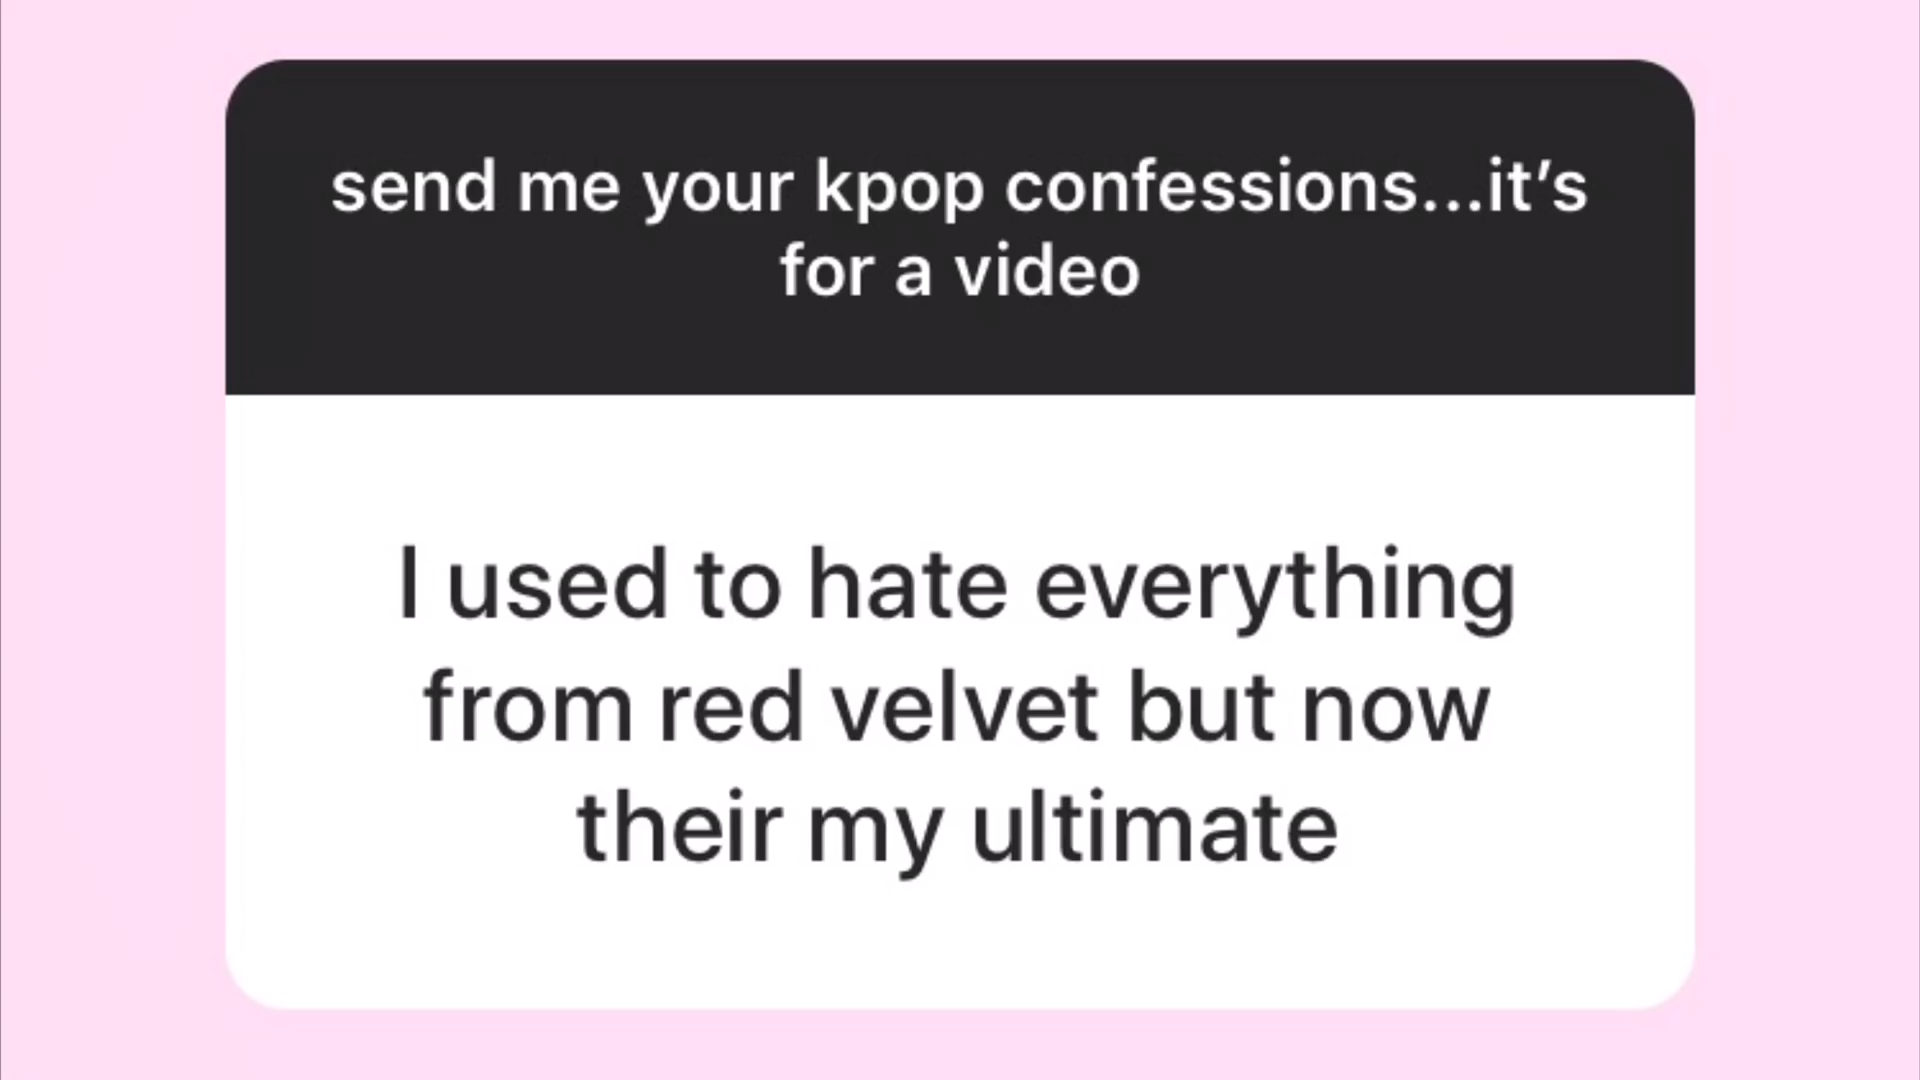 send me your kpop confessions...it’s
for a video
I used to hate everything
from red velvet but now
their my ultimate